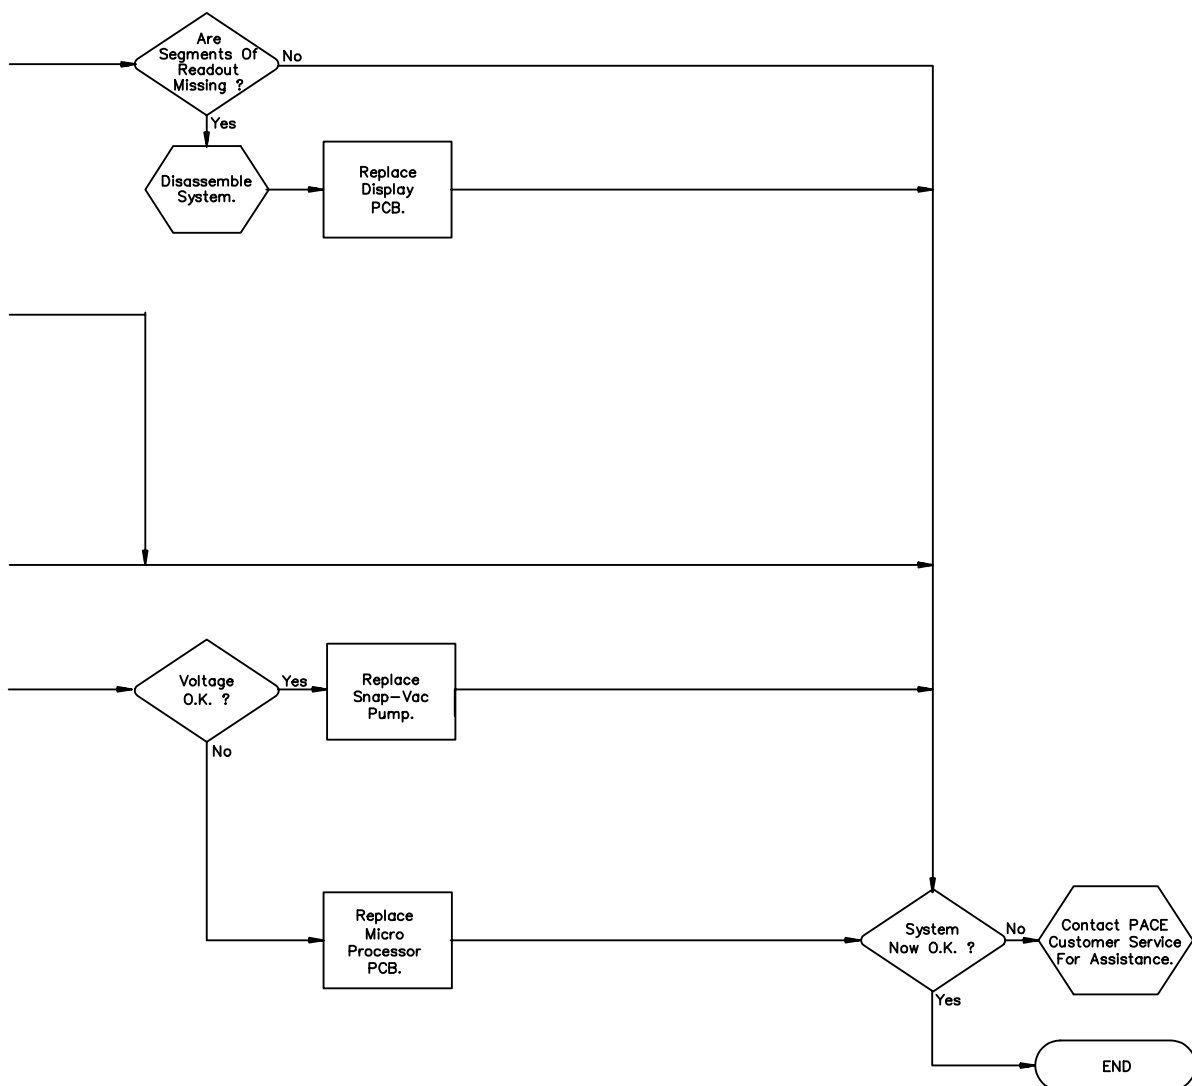 Are
Segments Of
Readout
Missing ?
No
Yes
Disassemble
System.
Replace
Display
PCB.
Voltage
O.K. ?
Yes
No
Replace
Snap-Vac
Pump.
Replace
Micro
Processor
PCB.
System
Now O.K. ?
No
Yes
Contact PACE
Customer Service
For Assistance.
END